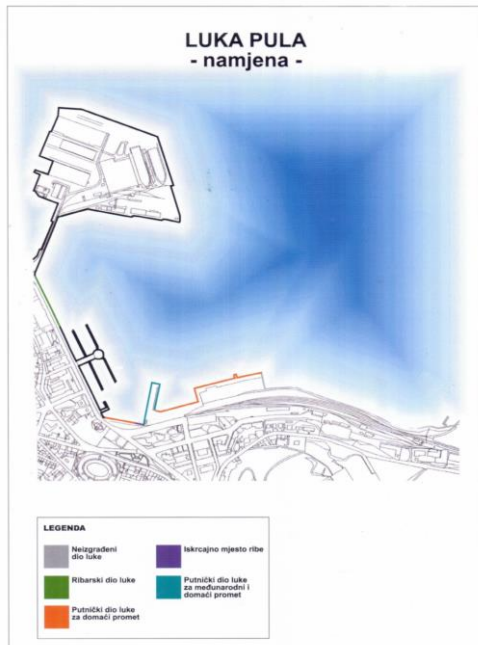 LUKA PULA
- namjena -
LEGENDA
Neizgrađeni
dio luke
Ribarski dio luke
Putnički dio luke
za domaći promet
Iskrcajno mjesto ribe
Putnički dio luke
za međunarodni i
domaći promet